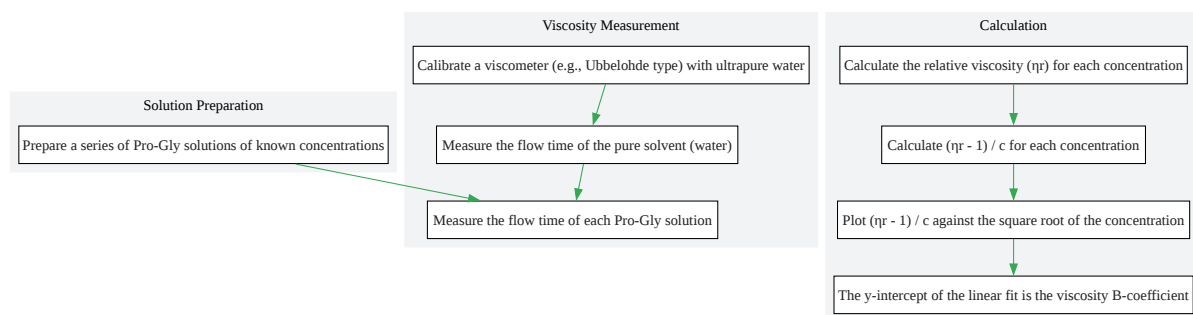 Solution Preparation
Prepare a series of Pro-Gly solutions of known concentrations
Viscosity Measurement
Calibrate a viscometer (e.g., Ubbelohde type) with ultrapure water
Measure the flow time of the pure solvent (water)
Measure the flow time of each Pro-Gly solution
Calculation
Calculate the relative viscosity (ηr) for each concentration
Calculate (ηr - 1) / c for each concentration
Plot (ηr - 1) / c against the square root of the concentration
The y-intercept of the linear fit is the viscosity B-coefficient